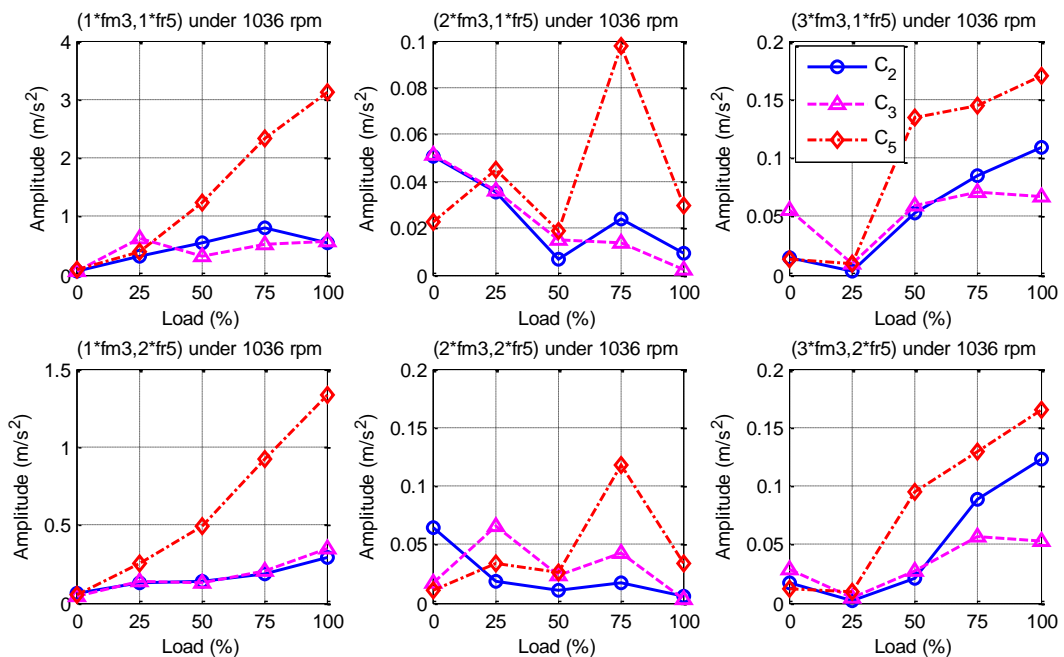 (1*fm3,1*fr5) under 1036 rpm
4
3
2
1
0
Amplitude (m/s²)
0 25 50 75 100
Load (%)
(2*fm3,1*fr5) under 1036 rpm
0.1
0.08
0.06
0.04
0.02
0
Amplitude (m/s²)
0 25 50 75 100
Load (%)
(3*fm3,1*fr5) under 1036 rpm
0.2
0.15
0.1
0.05
0
Amplitude (m/s²)
C₂
C₃
C₅
0 25 50 75 100
Load (%)
(1*fm3,2*fr5) under 1036 rpm
1.5
1
0.5
0
Amplitude (m/s²)
0 25 50 75 100
Load (%)
(2*fm3,2*fr5) under 1036 rpm
0.2
0.15
0.1
0.05
0
Amplitude (m/s²)
0 25 50 75 100
Load (%)
(3*fm3,2*fr5) under 1036 rpm
0.2
0.15
0.1
0.05
0
Amplitude (m/s²)
0 25 50 75 100
Load (%)